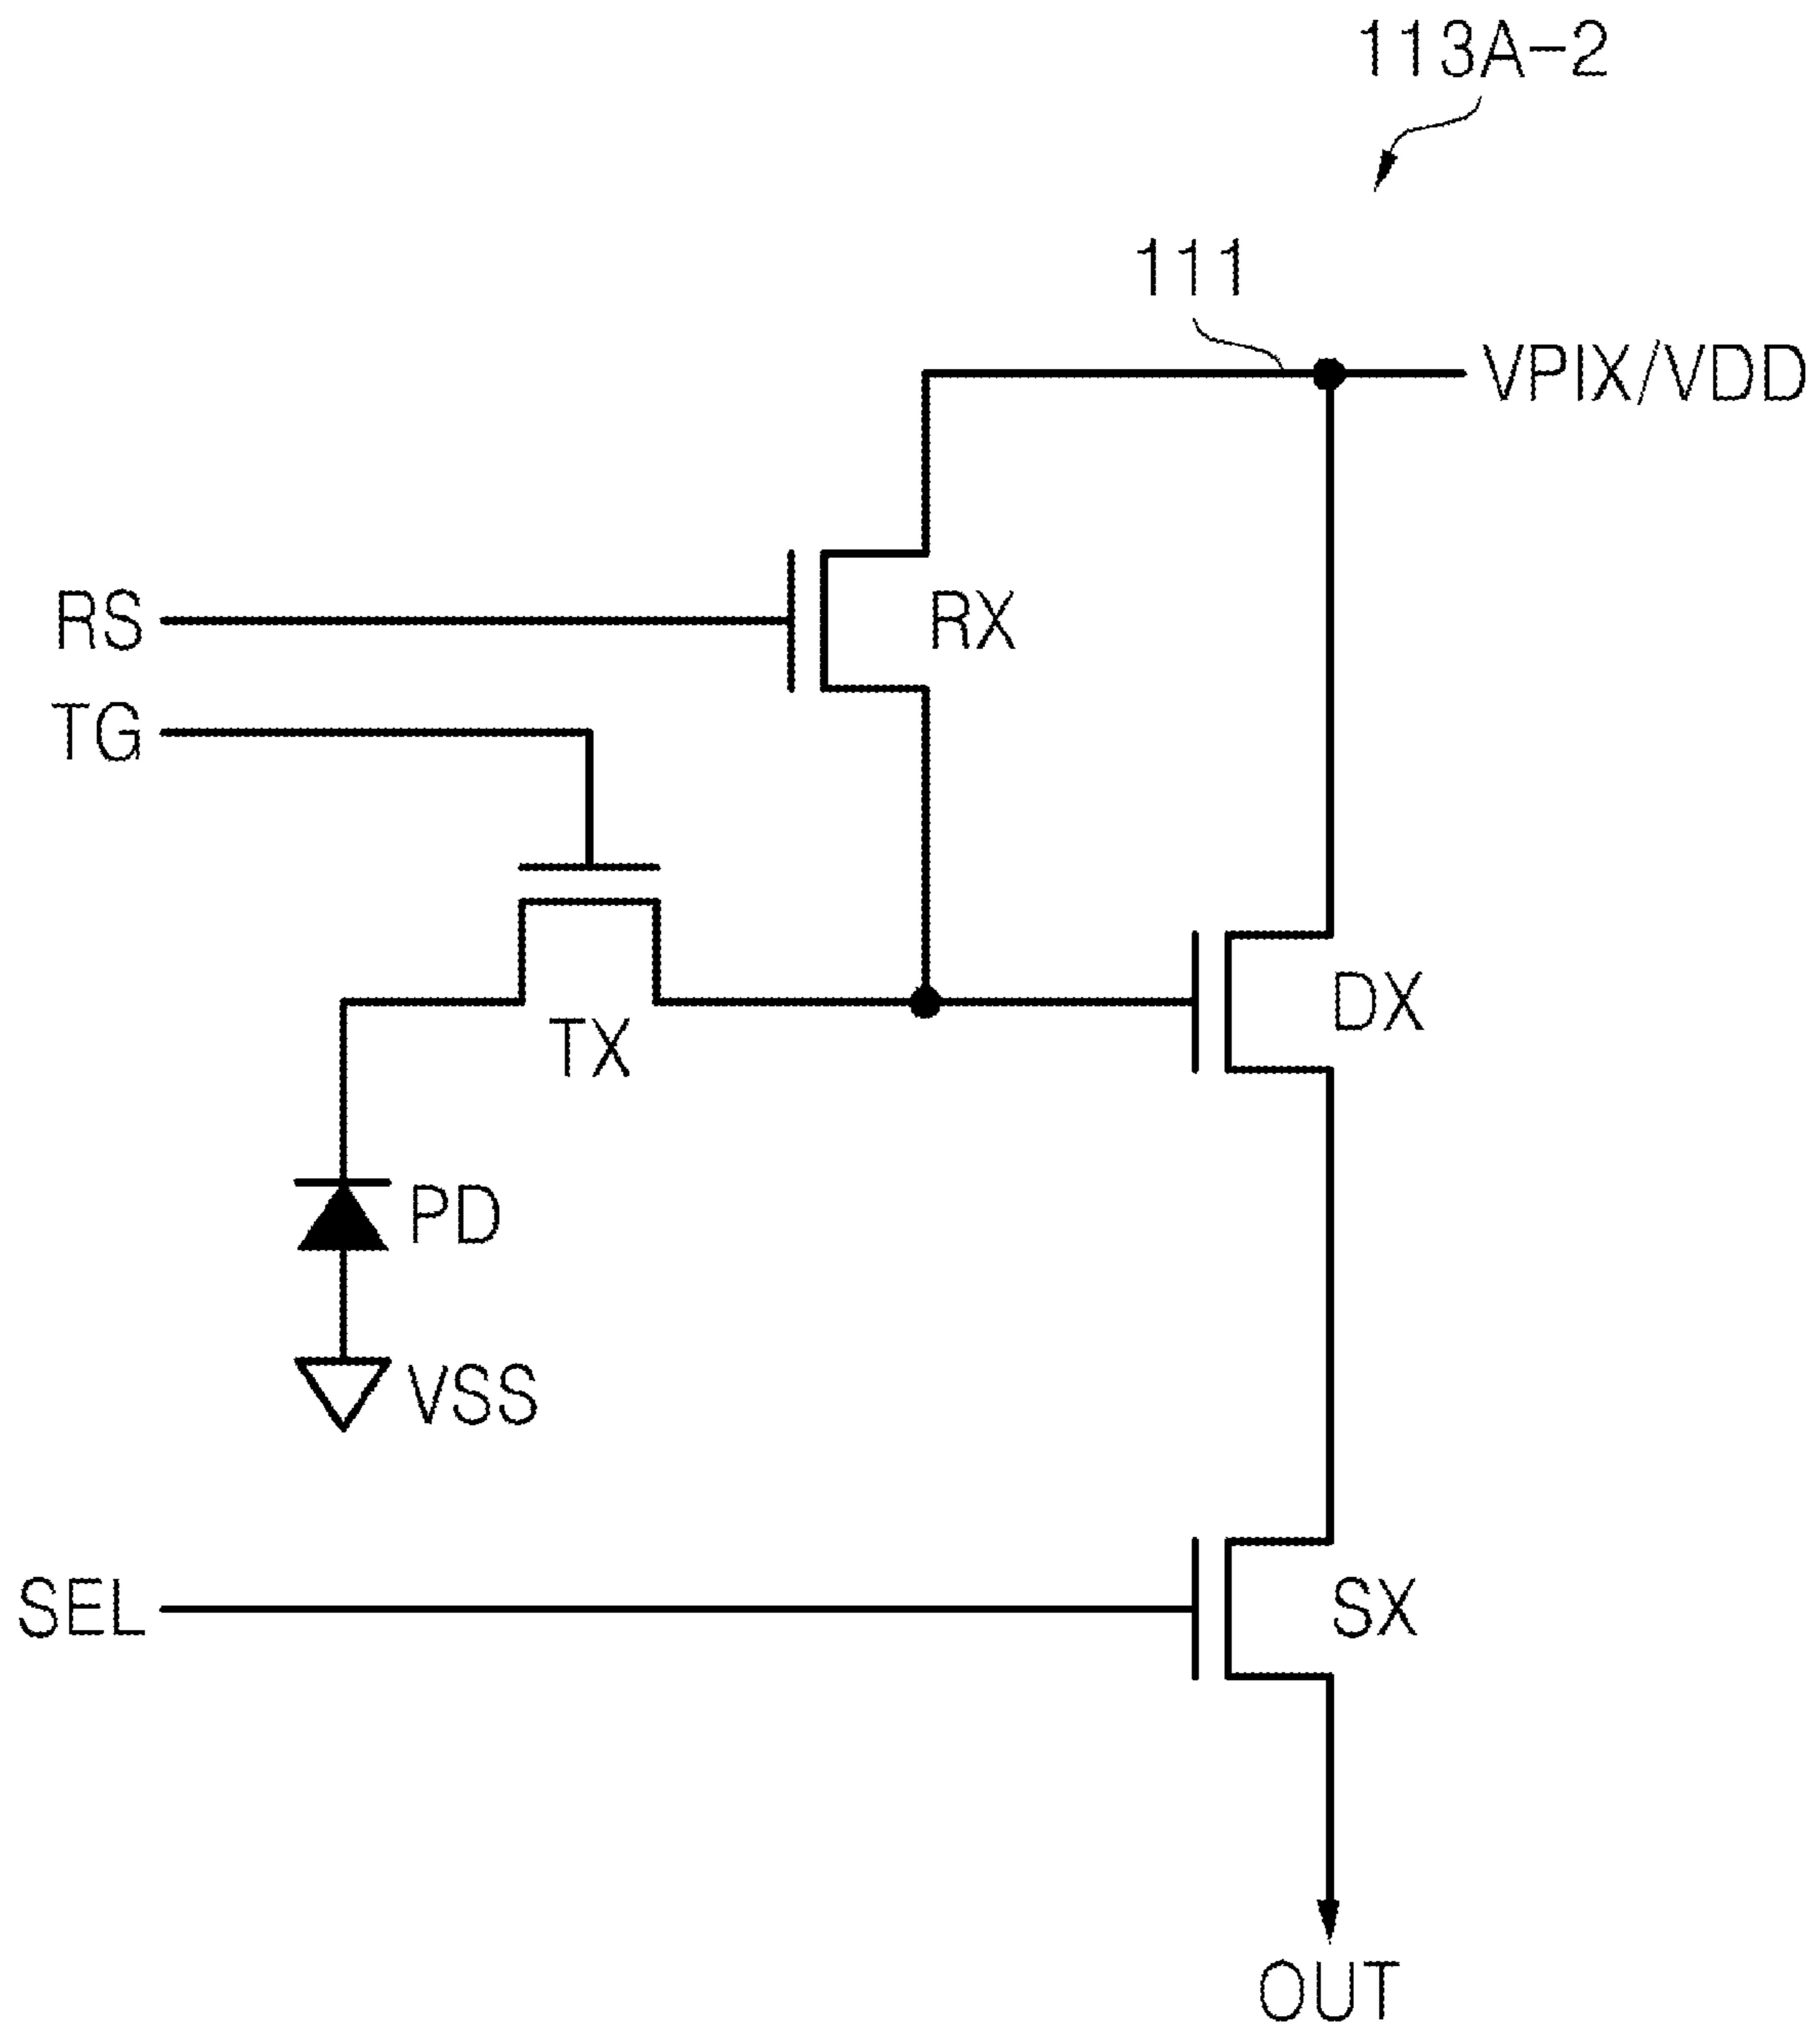 113A-2
111
VPIX/VDD
RS
RX
TG
DX
TX
PD
VSS
SEL
SX
OUT